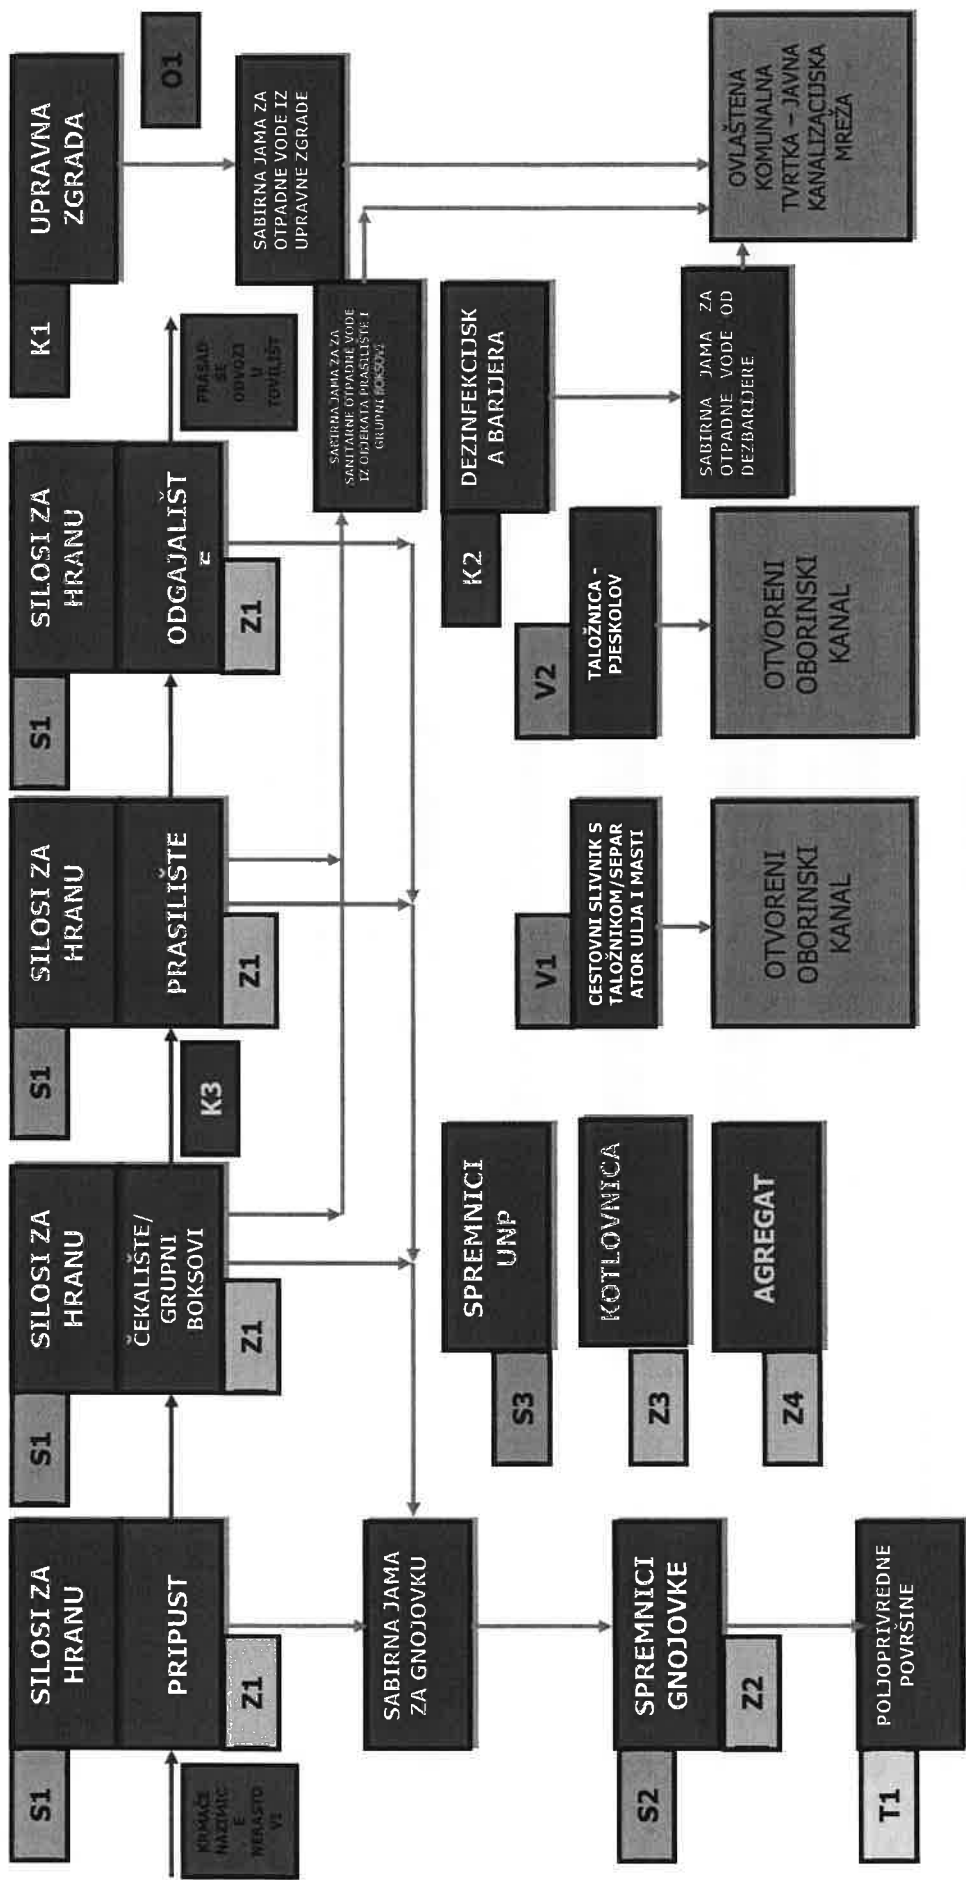 S1
SILOSI ZA
HRANU
PRIPUST
Z1
KRMAČE
NAZIMIC
E
NERASTO
VI
S1
SILOSI ZA
HRANU
ČEKALIŠTE/
GRUPNI
BOKSOVI
Z1
K3
S1
SILOSI ZA
HRANU
PRASILIŠTE
Z1
S1
SILOSI ZA
HRANU
ODGAJALIŠT
E
Z1
PRASAD
SE
ODVOZI
U
TOVILIŠT
K1
UPRAVNA
ZGRADA
O1
SABIRNA JAMA ZA
OTPADNE VODE IZ
UPRAVNE ZGRADE
SABIRNA JAMA ZA ZA
SANITARNE OTPADNE VODE
IZ OBJEKATA PRASILIŠTE I
GRUPNI BOKSOVI
SABIRNA JAMA
ZA GNOJOVKU
S2
SPREMNICI
GNOJOVKE
Z2
T1
POLJOPRIVREDNE
POVRŠINE
S3
SPREMNICI
UNP
Z3
KOTLOVNICA
Z4
AGREGAT
V1
CESTOVNI SLIVNIK S
TALOŽNIKOM/SEPAR
ATOR ULJA I MASTI
OTVORENI
OBORINSKI
KANAL
V2
TALOŽNICA -
PJESKOLOV
OTVORENI
OBORINSKI
KANAL
K2
DEZINFEKCIJSK
A BARIJERA
SABIRNA JAMA ZA
OTPADNE VODE OD
DEZBARIJERE
OVLAŠTENA
KOMUNALNA
TVRTKA – JAVNA
KANALIZACIJSKA
MREŽA